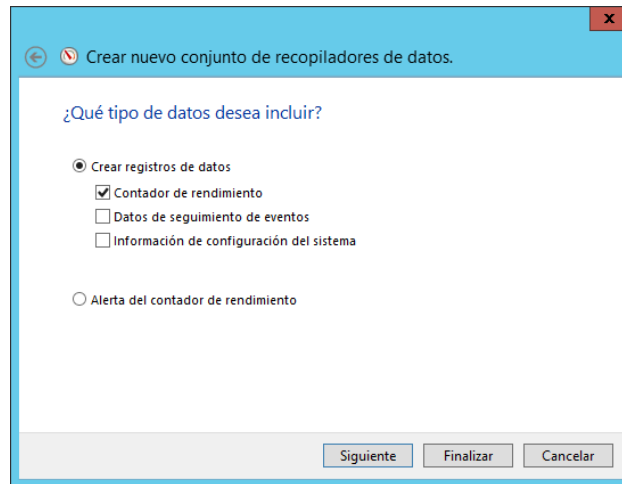 Crear nuevo conjunto de recopiladores de datos.
¿Qué tipo de datos desea incluir?
Crear registros de datos
Contador de rendimiento
Datos de seguimiento de eventos
Información de configuración del sistema
Alerta del contador de rendimiento
Siguiente Finalizar Cancelar